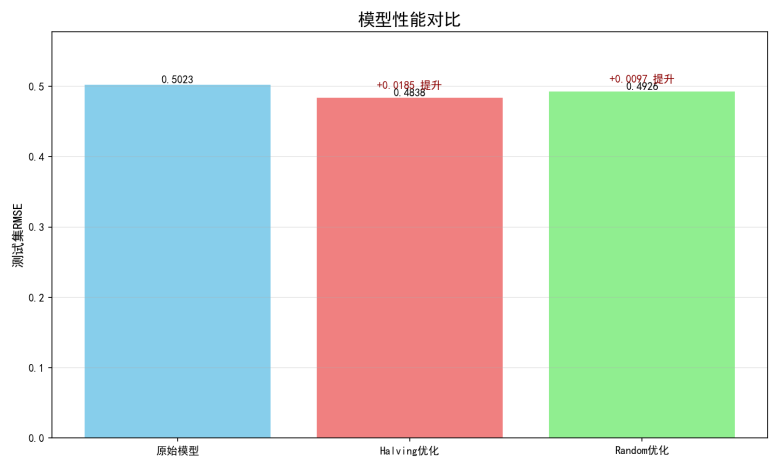 模型性能对比
测试集RMSE
0.5
0.4
0.3
0.2
0.1
0.0
0.5023
+0.0185 提升
0.4838
+0.0097 提升
0.4926
原始模型
Halving优化
Random优化